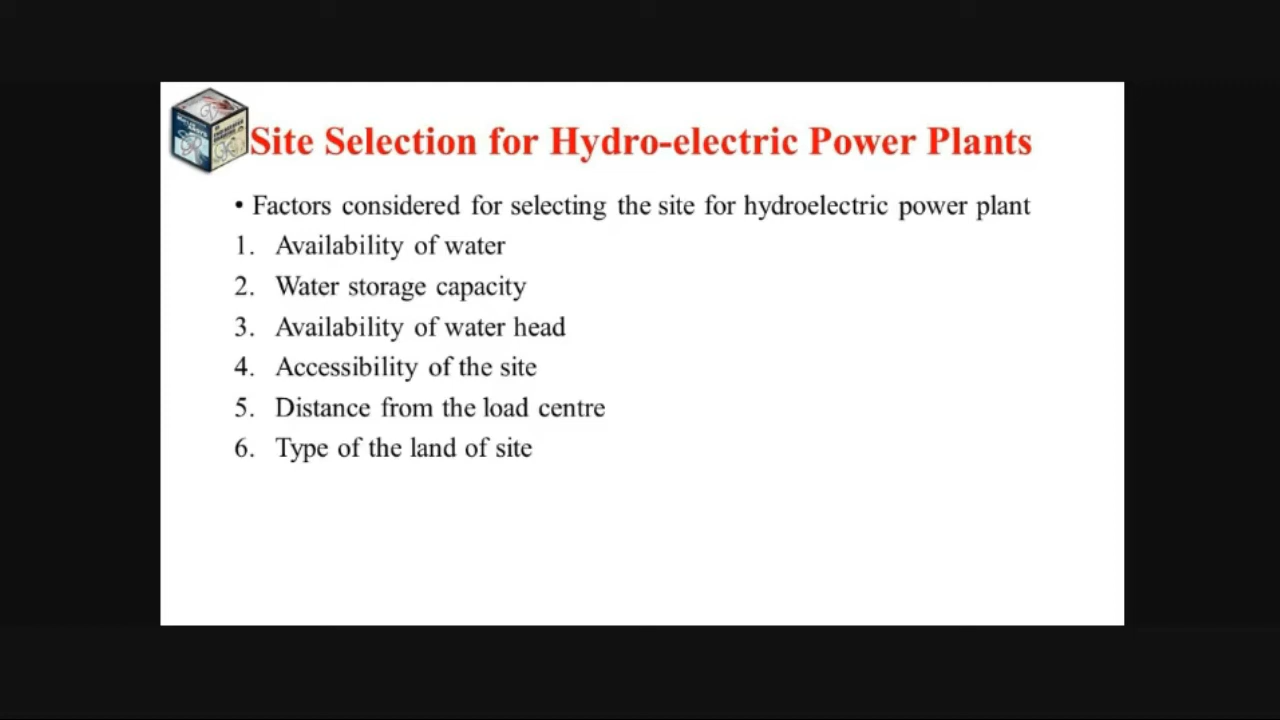 Site Selection for Hydro-electric Power Plants
• Factors considered for selecting the site for hydroelectric power plant
1. Availability of water
2. Water storage capacity
3. Availability of water head
4. Accessibility of the site
5. Distance from the load centre
6. Type of the land of site